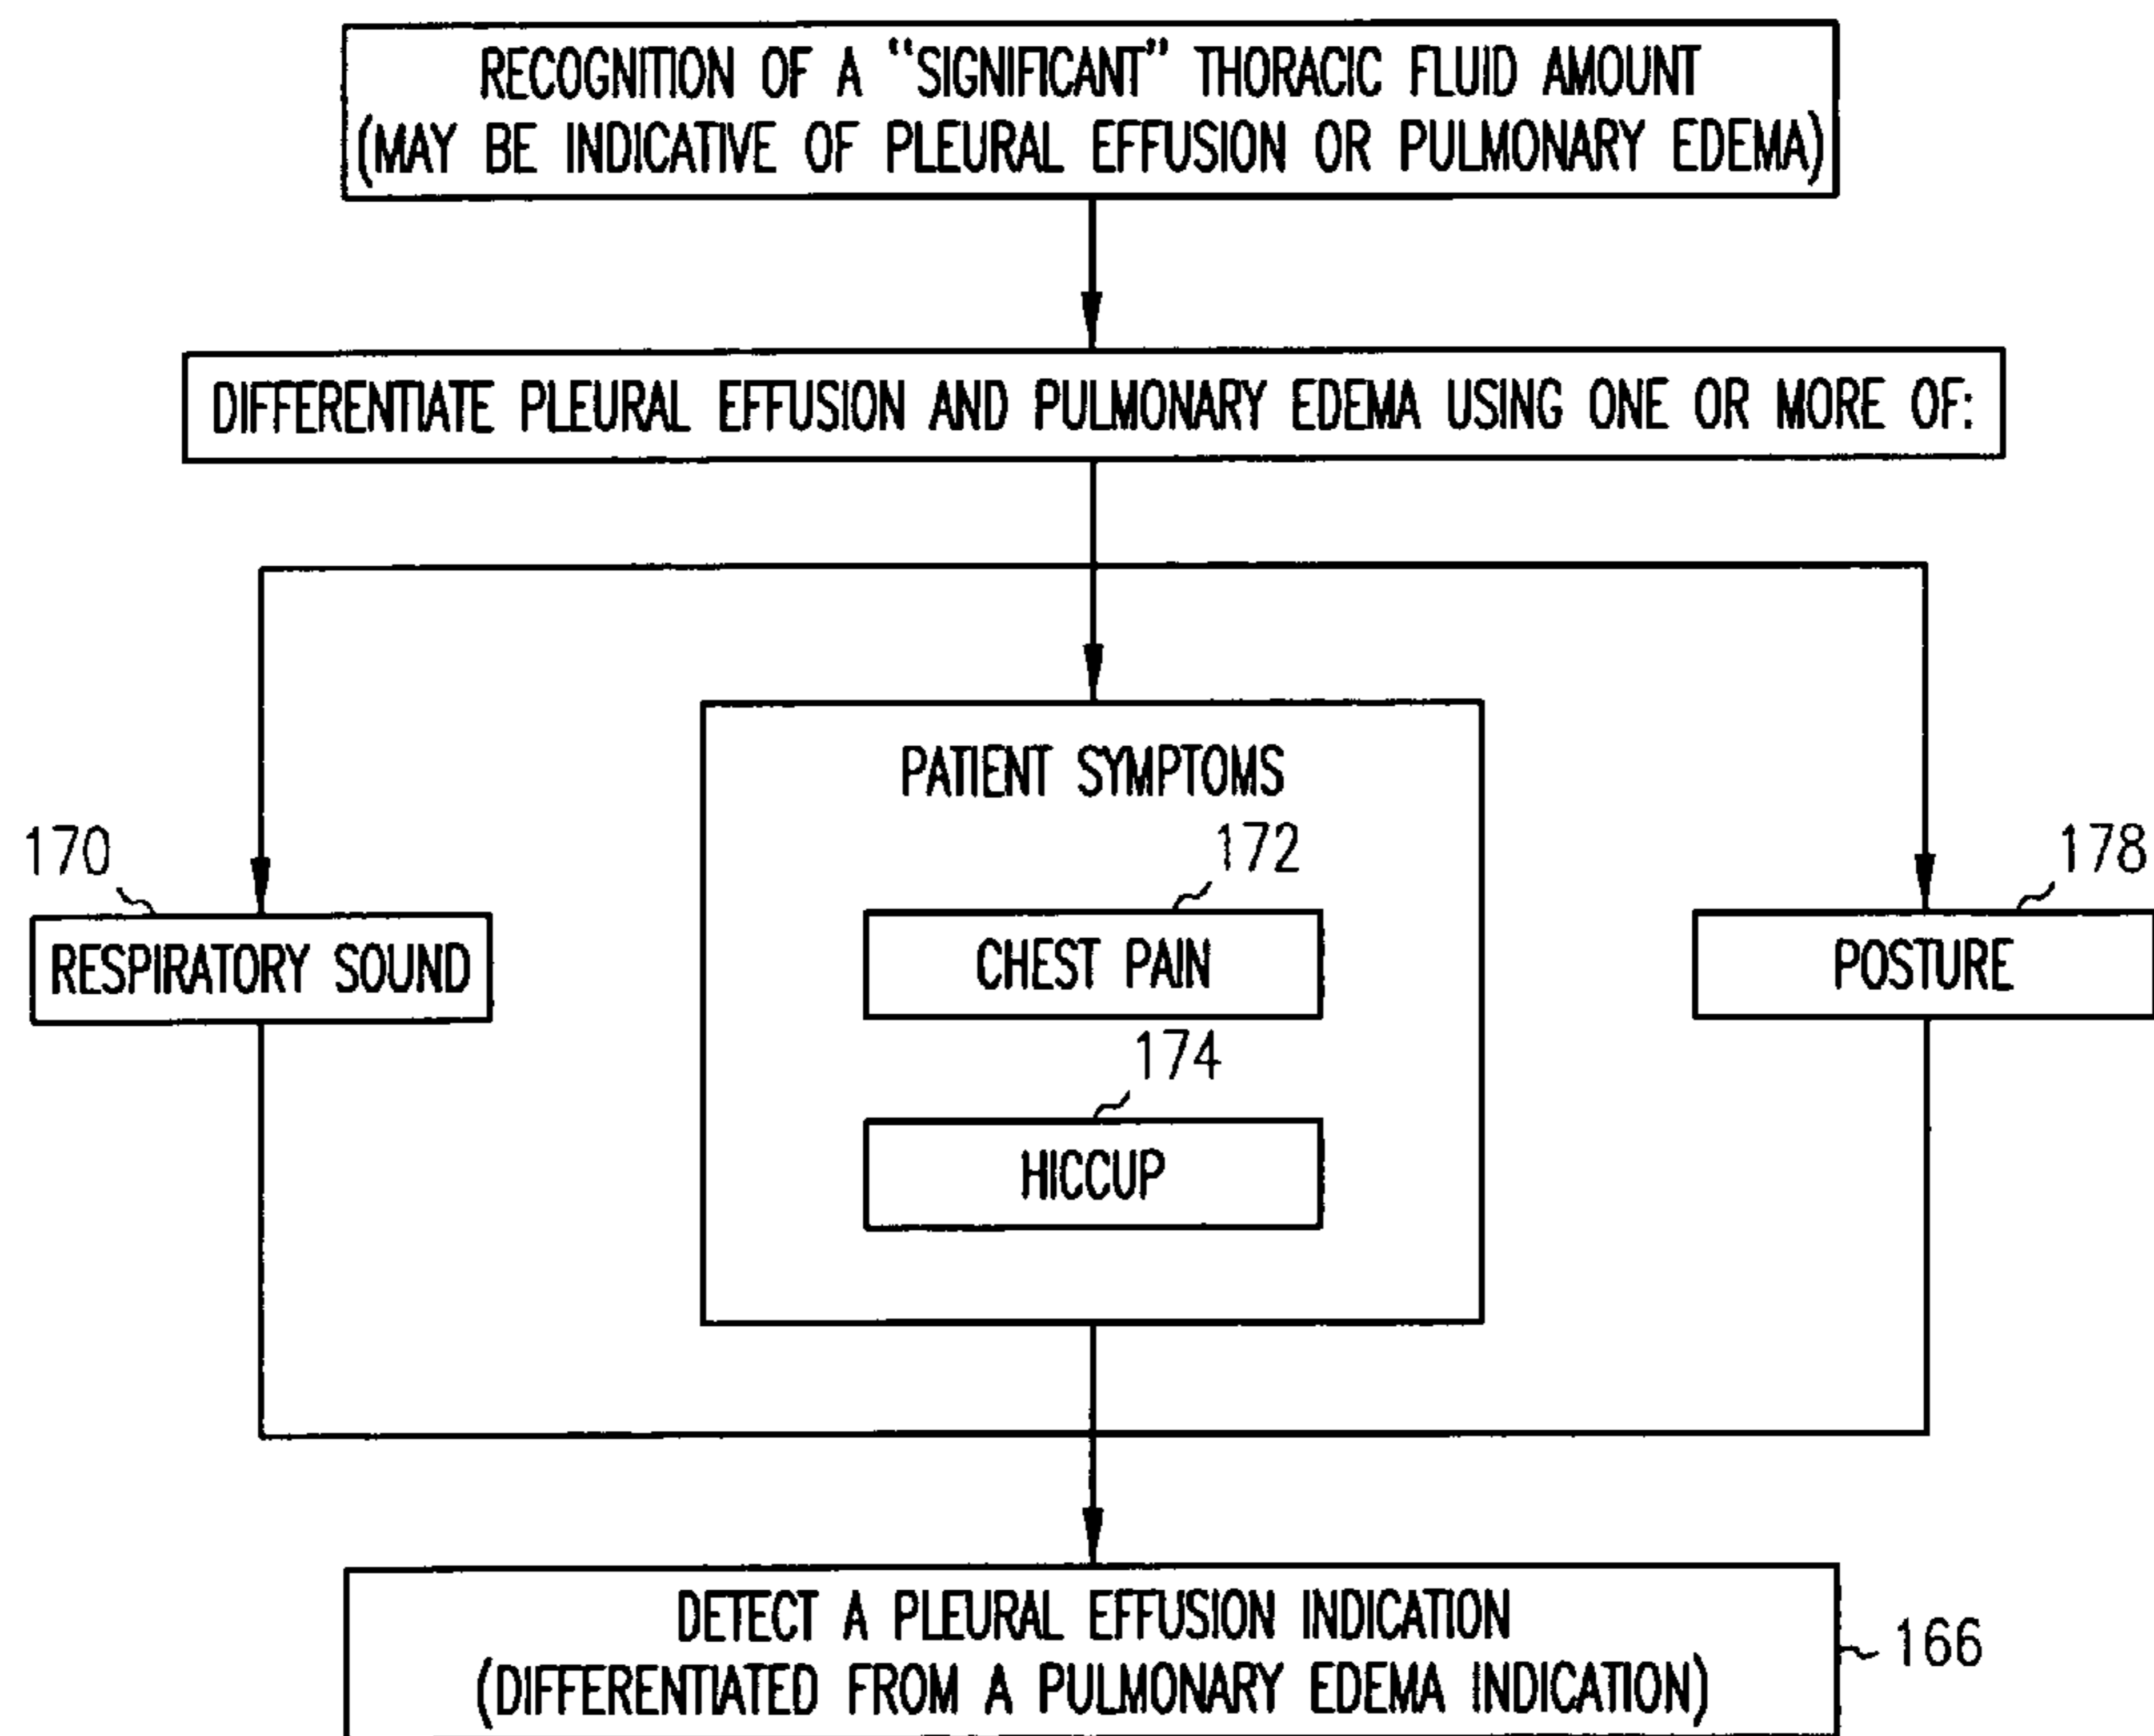 RECOGNITION OF A “SIGNIFICANT” THORACIC FLUID AMOUNT
(MAY BE INDICATIVE OF PLEURAL EFFUSION OR PULMONARY EDEMA)
DIFFERENTIATE PLEURAL EFFUSION AND PULMONARY EDEMA USING ONE OR MORE OF:
170
RESPIRATORY SOUND
PATIENT SYMPTOMS
172
CHEST PAIN
174
HICCUP
178
POSTURE
DETECT A PLEURAL EFFUSION INDICATION
(DIFFERENTIATED FROM A PULMONARY EDEMA INDICATION)
166